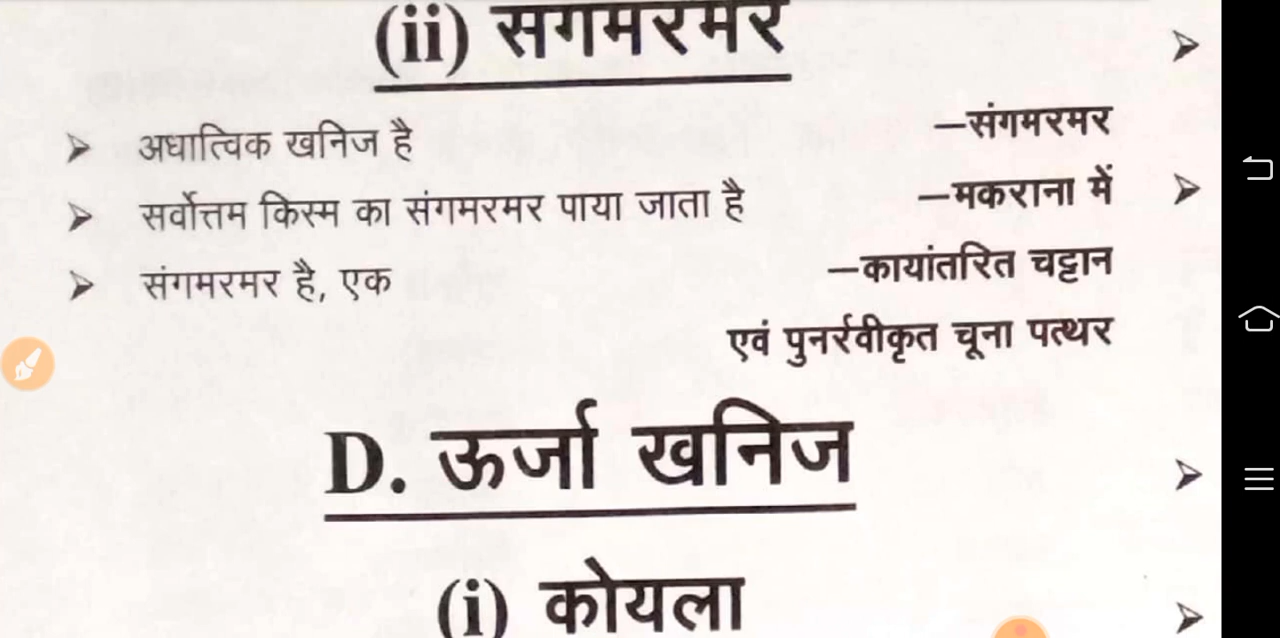 (ii) संगमरमर
➢ अधात्विक खनिज है —संगमरमर
➢ सर्वोत्तम किस्म का संगमरमर पाया जाता है —मकराना में
➢ संगमरमर है, एक —कायांतरित चट्टान
एवं पुनर्रवीकृत चूना पत्थर
D. ऊर्जा खनिज
(i) कोयला